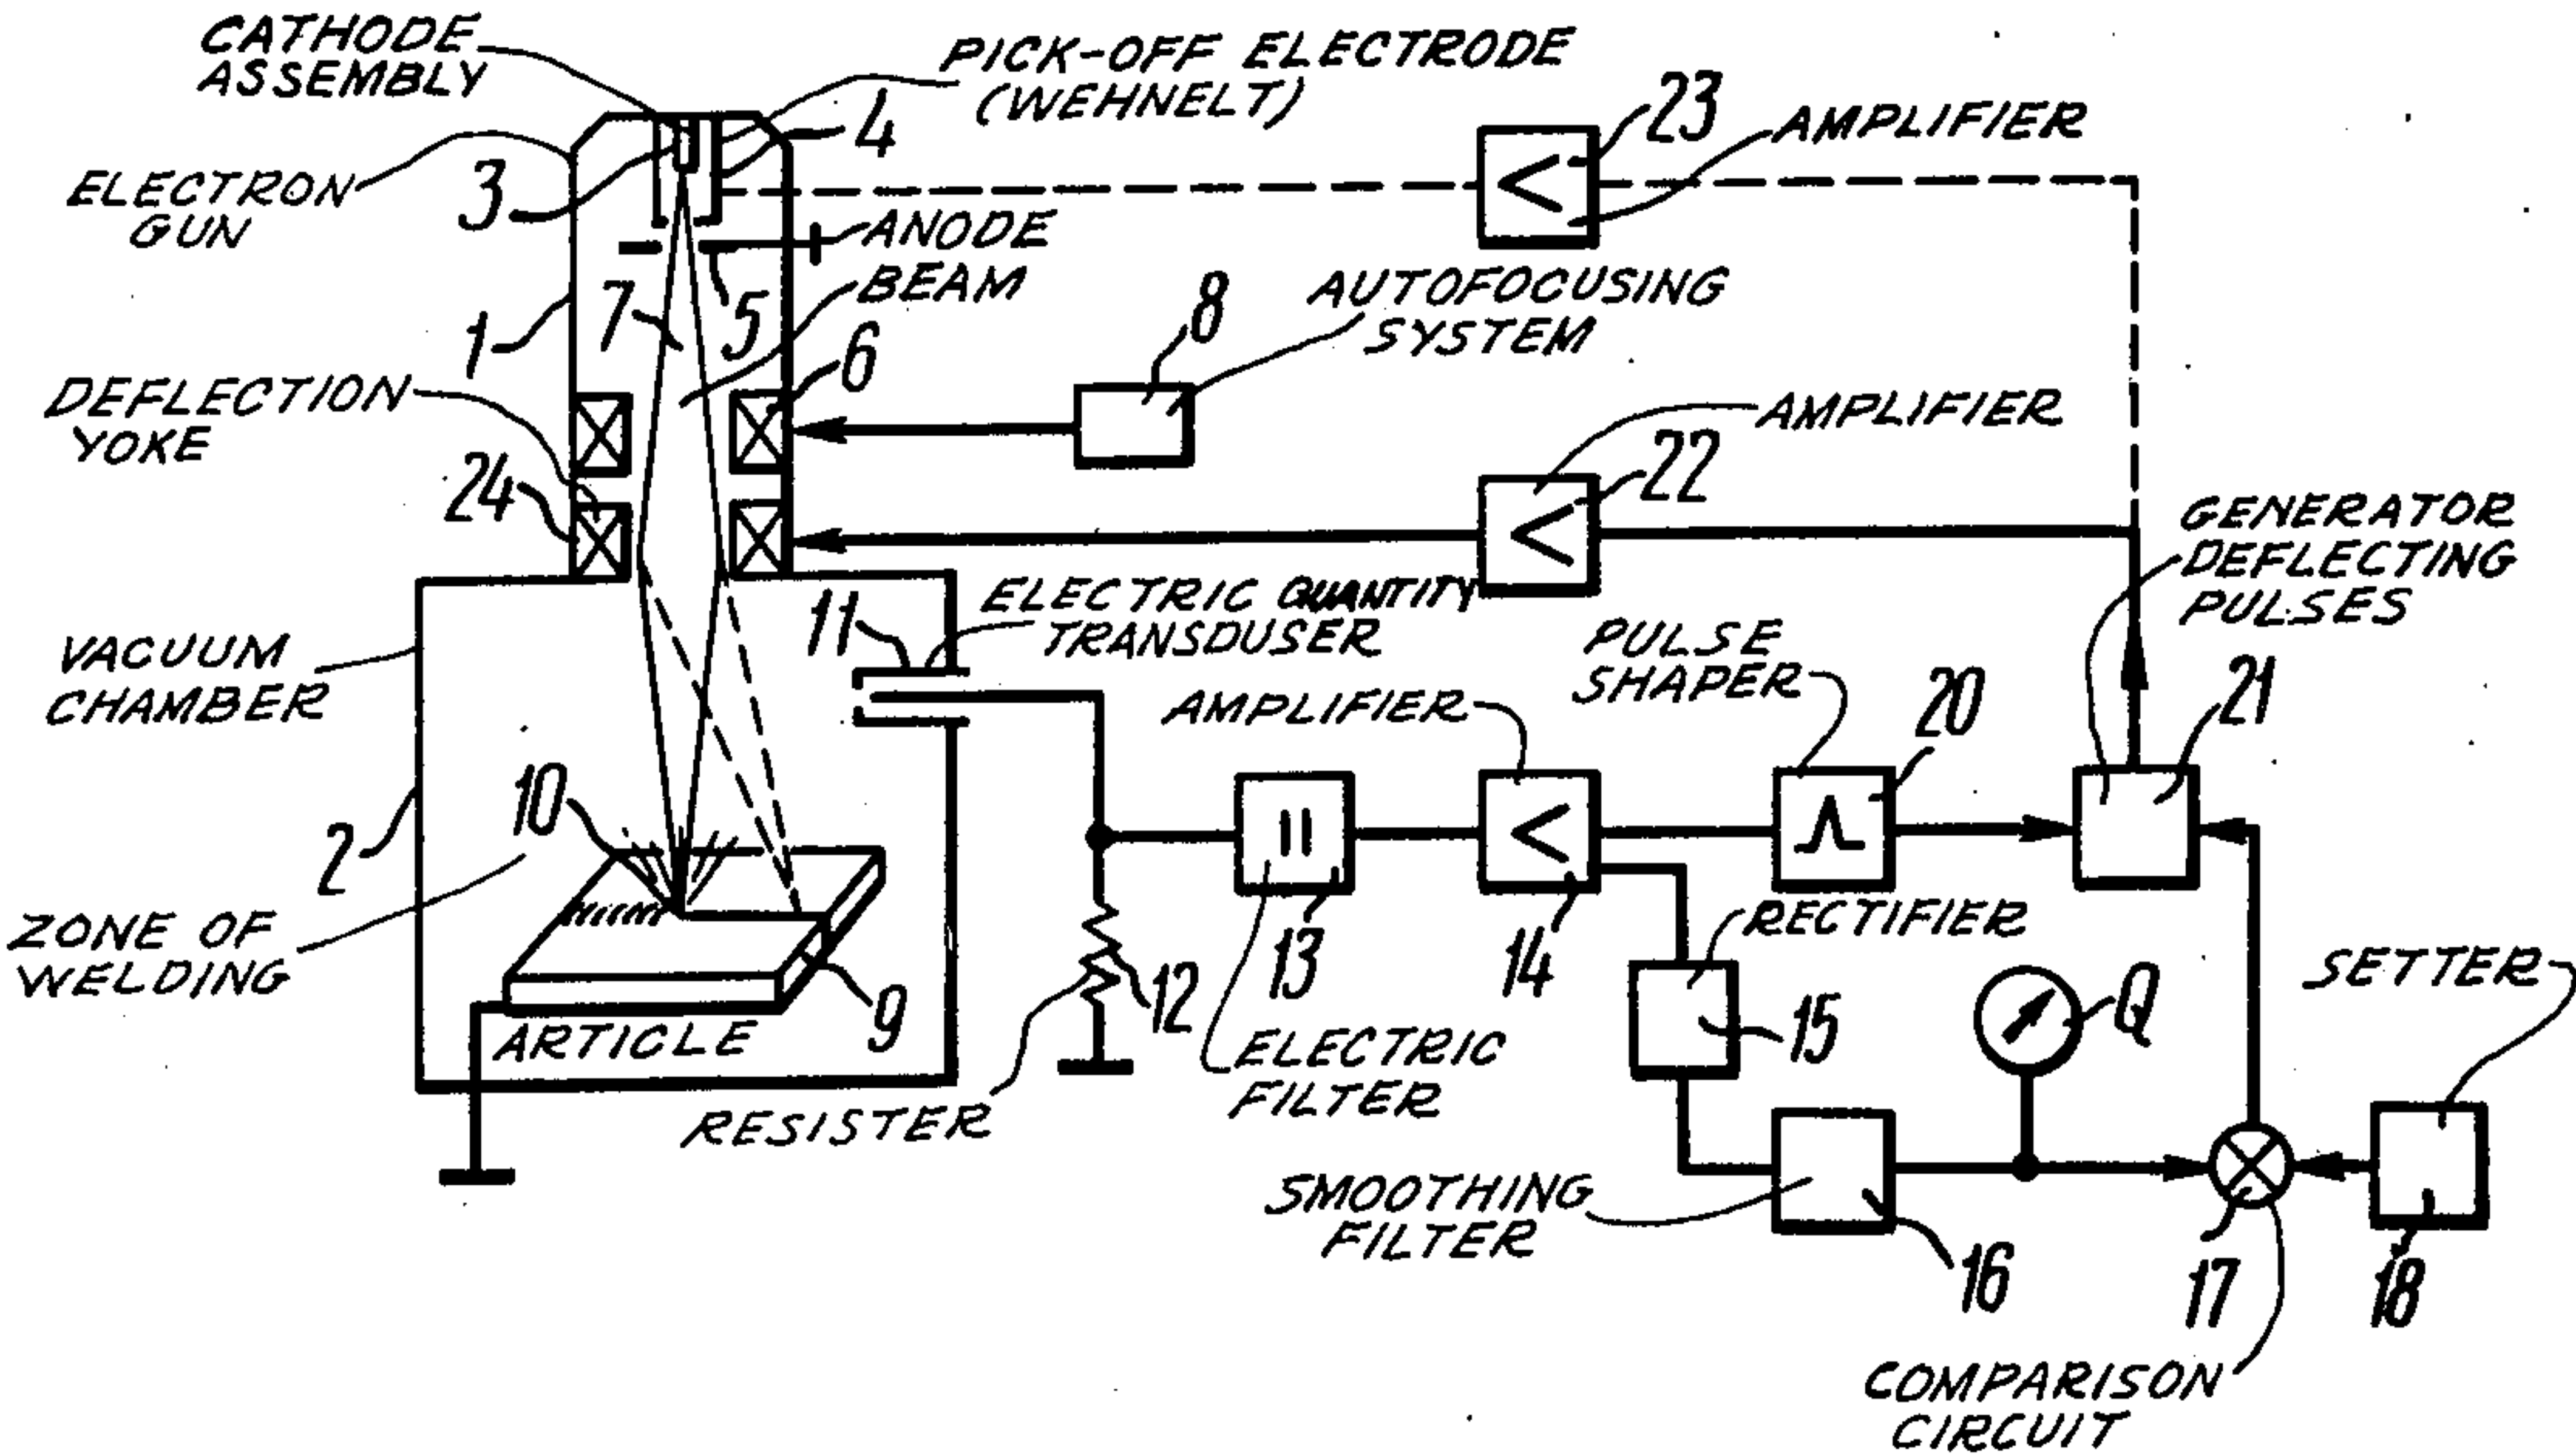 CATHODE
ASSEMBLY
PICK-OFF ELECTRODE
(WEHNELT)
4
23
AMPLIFIER
ELECTRON
GUN
3
ANODE
BEAM
7
5
1
6
8
AUTOFOCUSING
SYSTEM
DEFLECTION
YOKE
24
AMPLIFIER
22
GENERATOR
DEFLECTING
PULSES
VACUUM
CHAMBER
11
ELECTRIC QUANTITY
TRANSDUSER
AMPLIFIER
PULSE
SHAPER
20
21
10
2
ZONE OF
WELDING
ARTICLE
9
12
RESISTER
13
ELECTRIC
FILTER
14
RECTIFIER
15
Q
SETTER
SMOOTHING
FILTER
16
17
18
COMPARISON
CIRCUIT